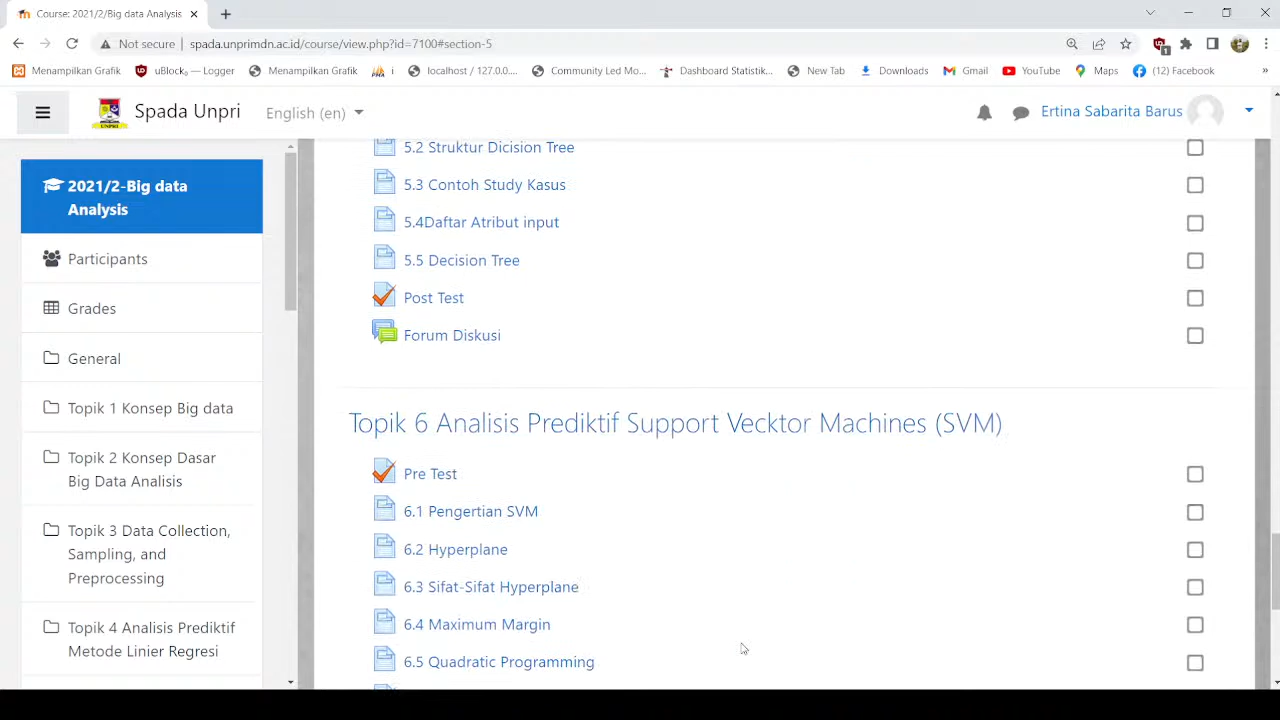 Course: 2021/2/Big data Analysis
Not secure
spada.unprimdn.ac.id/course/view.php?id=7100#section-5
1
Menampilkan Grafik
uBlock₀ — Logger
Menampilkan Grafik
PMA
i
localhost / 127.0.0....
Community Led Mo...
Dashboard Statistik...
New Tab
Downloads
Gmail
YouTube
Maps
(12) Facebook
»
Spada Unpri
English (en)
Ertina Sabarita Barus
2021/2-Big data
Analysis
Participants
Grades
General
Topik 1 Konsep Big data
Topik 2 Konsep Dasar
Big Data Analisis
Topik 3 Data Collection,
Sampling, and
Preprocessing
Topik 4 Analisis Prediktif
Metode Linier Regresi
5.2 Struktur Dicision Tree
5.3 Contoh Study Kasus
5.4Daftar Atribut input
5.5 Decision Tree
Post Test
Forum Diskusi
Topik 6 Analisis Prediktif Support Vecktor Machines (SVM)
Pre Test
6.1 Pengertian SVM
6.2 Hyperplane
6.3 Sifat-Sifat Hyperplane
6.4 Maximum Margin
6.5 Quadratic Programming